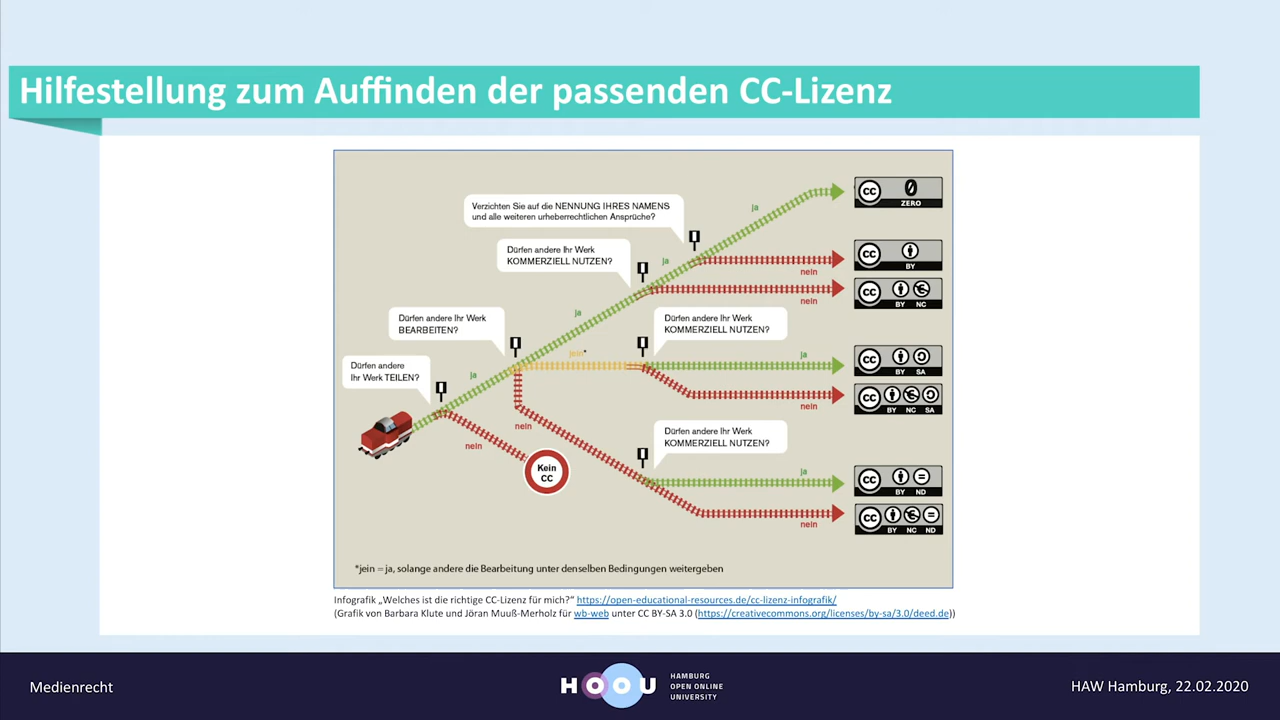 Hilfestellung zum Auffinden der passenden CC-Lizenz
Verzichten Sie auf die NENNUNG IHRES NAMENS
und alle weiteren urheberrechtlichen Ansprüche?
ja
cc
0
ZERO
Dürfen andere Ihr Werk
KOMMERZIELL NUTZEN?
ja
nein
cc
BY
nein
cc
BY NC
Dürfen andere Ihr Werk
BEARBEITEN?
ja
jein*
Dürfen andere Ihr Werk
KOMMERZIELL NUTZEN?
ja
cc
BY SA
nein
cc
BY NC SA
Dürfen andere
Ihr Werk TEILEN?
ja
nein
Kein
CC
nein
Dürfen andere Ihr Werk
KOMMERZIELL NUTZEN?
ja
cc
BY ND
nein
cc
BY NC ND
*jein = ja, solange andere die Bearbeitung unter denselben Bedingungen weitergeben
Infografik „Welches ist die richtige CC-Lizenz für mich?“ https://open-educational-resources.de/cc-lizenz-infografik/
(Grafik von Barbara Klute und Jöran Muuß-Merholz für wb-web unter CC BY-SA 3.0 (https://creativecommons.org/licenses/by-sa/3.0/deed.de))
Medienrecht
HOOU
HAMBURG
OPEN ONLINE
UNIVERSITY
HAW Hamburg, 22.02.2020